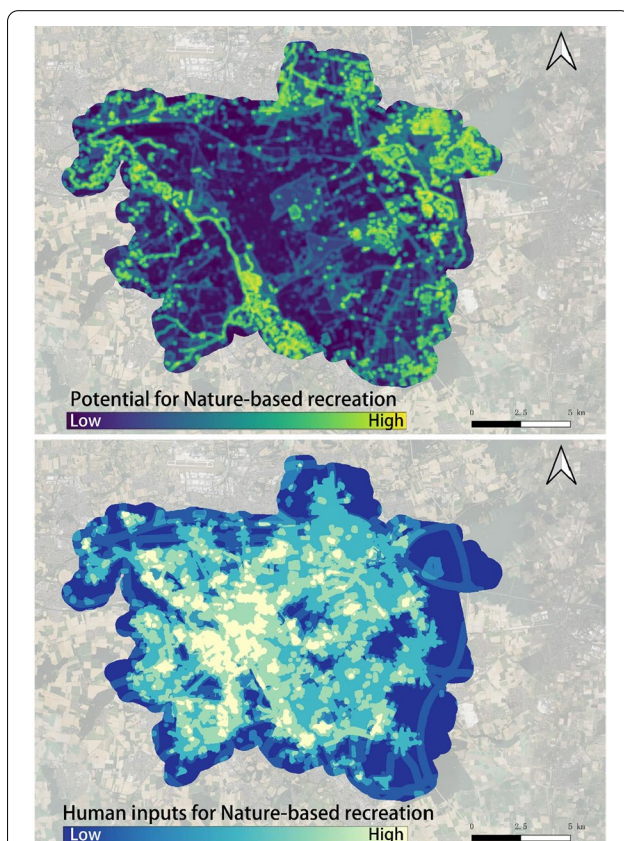 Potential for Nature-based recreation
Low High
0 2.5 5 km
Human inputs for Nature-based recreation
Low High
0 2.5 5 km